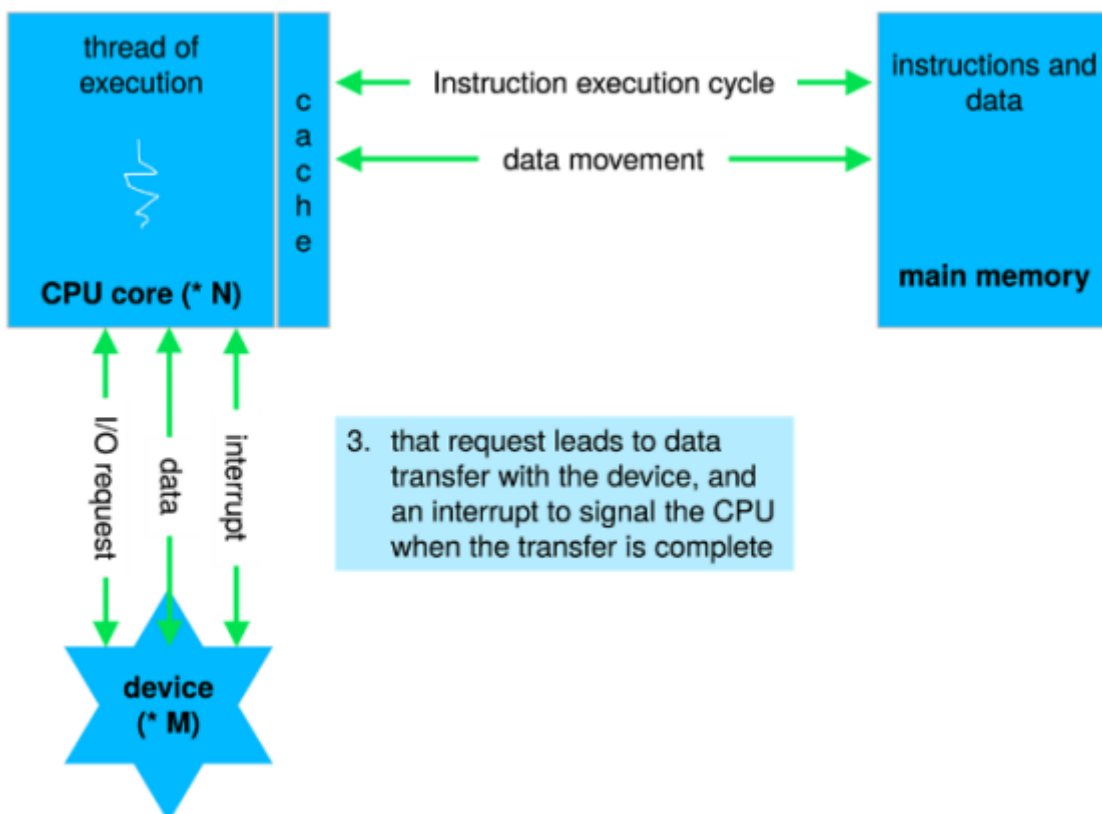 thread of
execution
cache
CPU core (* N)
Instruction execution cycle
data movement
instructions and
data
main memory
I/O request
data
interrupt
3. that request leads to data
transfer with the device, and
an interrupt to signal the CPU
when the transfer is complete
device
(* M)